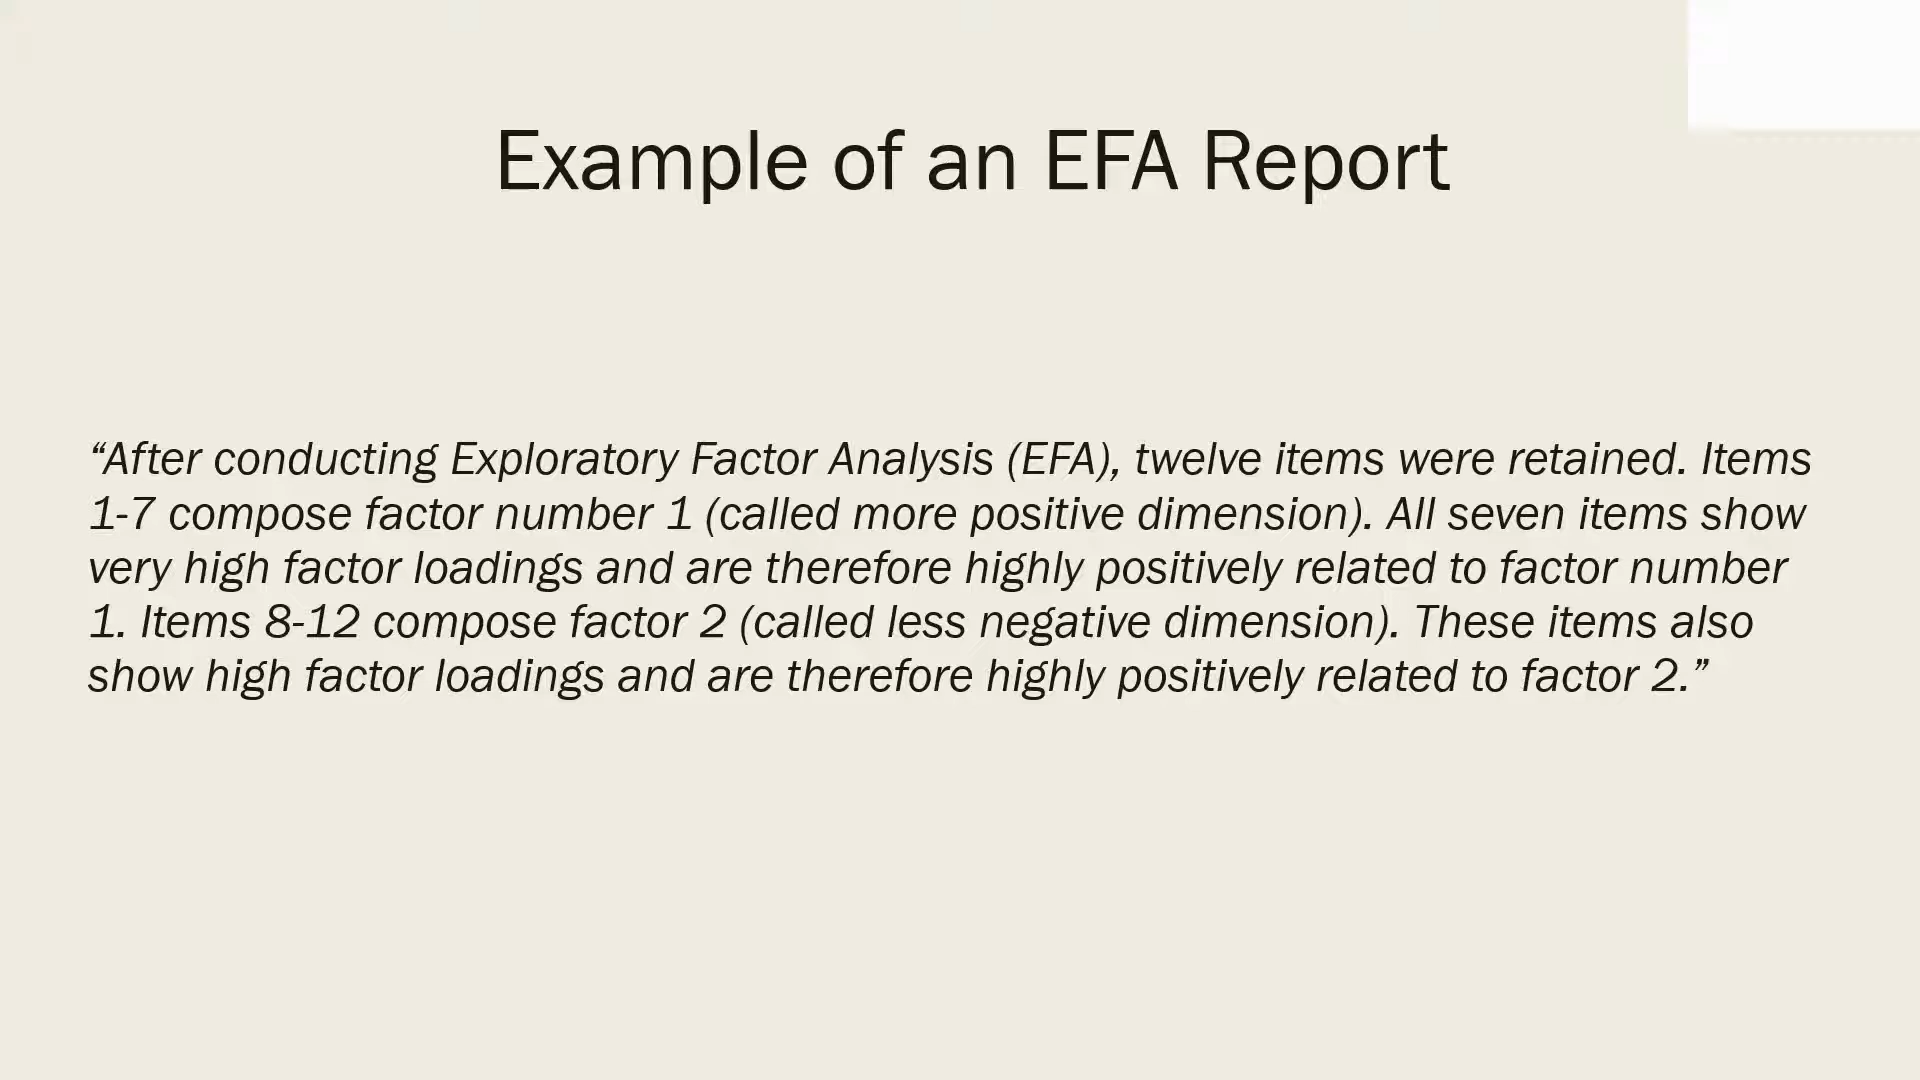 Example of an EFA Report
“After conducting Exploratory Factor Analysis (EFA), twelve items were retained. Items
1-7 compose factor number 1 (called more positive dimension). All seven items show
very high factor loadings and are therefore highly positively related to factor number
1. Items 8-12 compose factor 2 (called less negative dimension). These items also
show high factor loadings and are therefore highly positively related to factor 2.”